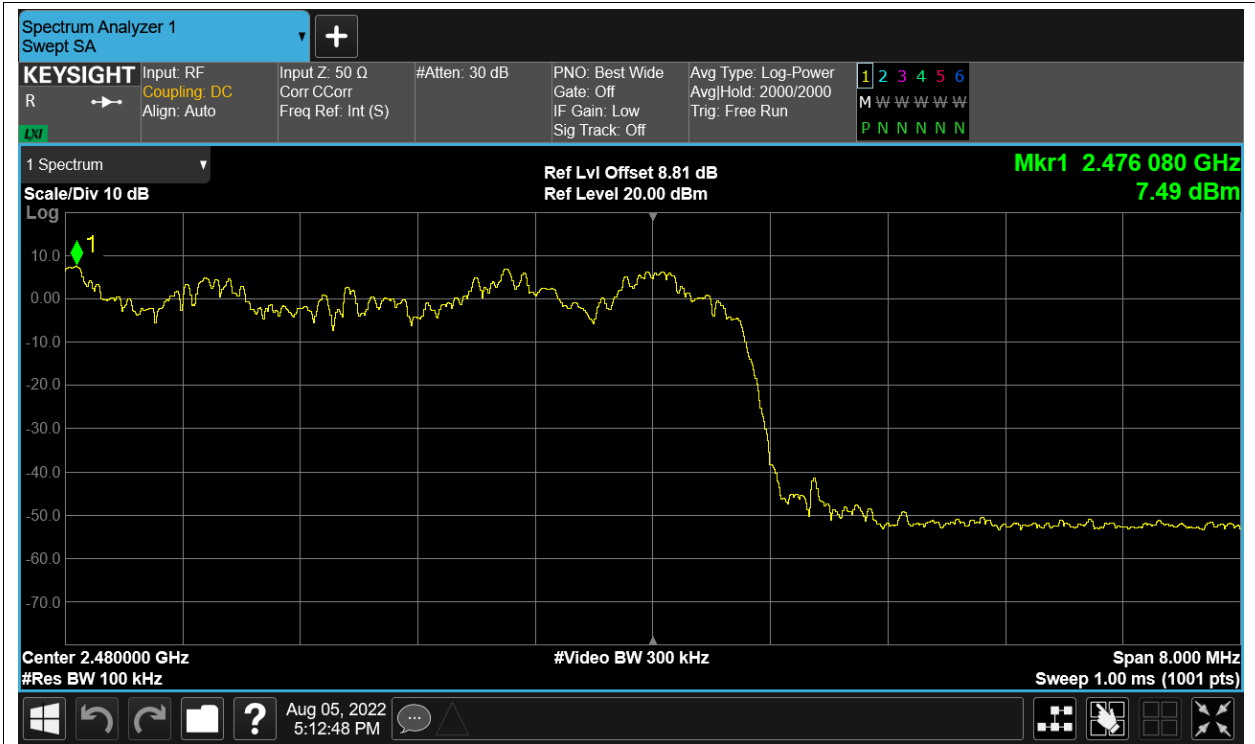 Spectrum Analyzer 1
Swept SA
KEYSIGHT
R
LXI
Input: RF
Coupling: DC
Align: Auto
Input Z: 50 Ω
Corr CCorr
Freq Ref: Int (S)
#Atten: 30 dB
PNO: Best Wide
Gate: Off
IF Gain: Low
Sig Track: Off
Avg Type: Log-Power
Avg|Hold: 2000/2000
Trig: Free Run
1 2 3 4 5 6
M W W W W W
P N N N N N
1 Spectrum
Scale/Div 10 dB
Log
Ref Lvl Offset 8.81 dB
Ref Level 20.00 dBm
Mkr1 2.476 080 GHz
7.49 dBm
1
10.0
0.00
-10.0
-20.0
-30.0
-40.0
-50.0
-60.0
-70.0
Center 2.480000 GHz
#Res BW 100 kHz
#Video BW 300 kHz
Span 8.000 MHz
Sweep 1.00 ms (1001 pts)
?
Aug 05, 2022
5:12:48 PM